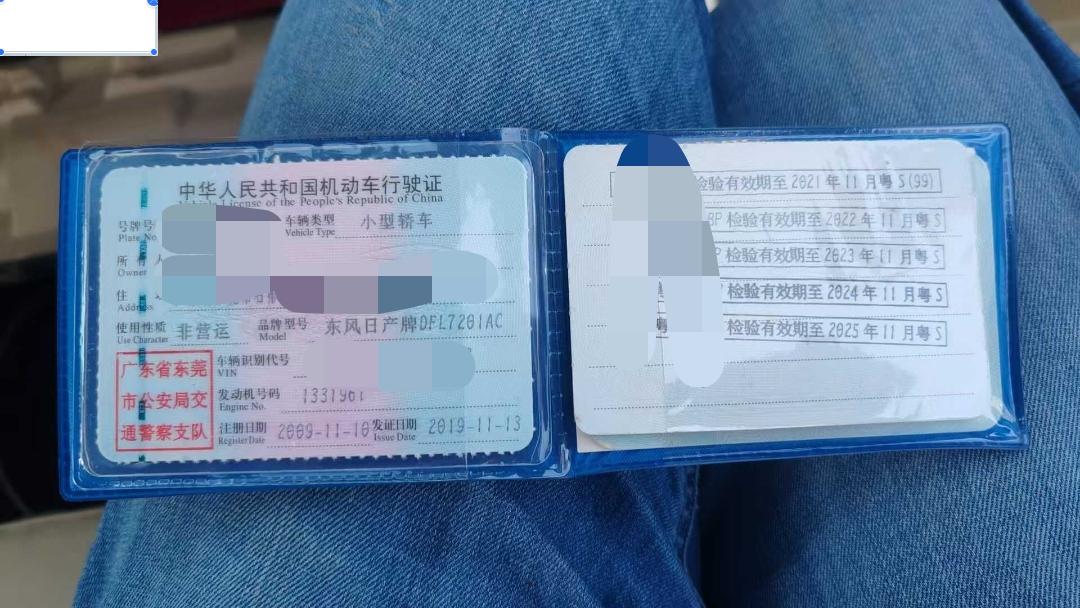 中华人民共和国机动车行驶证
License of the People's Republic of China
号牌号 车辆类型 小型轿车
Plate No. Vehicle Type
所有人
Owner
住
Address
使用性质 非营运 品牌型号 东风日产牌DFL7201AC
Use Character Model
广东省东莞
市公安局交
通警察支队
车辆识别代号
VIN
发动机号码 133196
Engine No.
注册日期 2009-11-10 发证日期 2019-11-13
Register Date Issue Date
检验有效期至2021年11月粤S(99)
检验有效期至2022年11月粤S
检验有效期至2023年11月粤S
检验有效期至2024年11月粤S
粤 检验有效期至2025年11月粤S